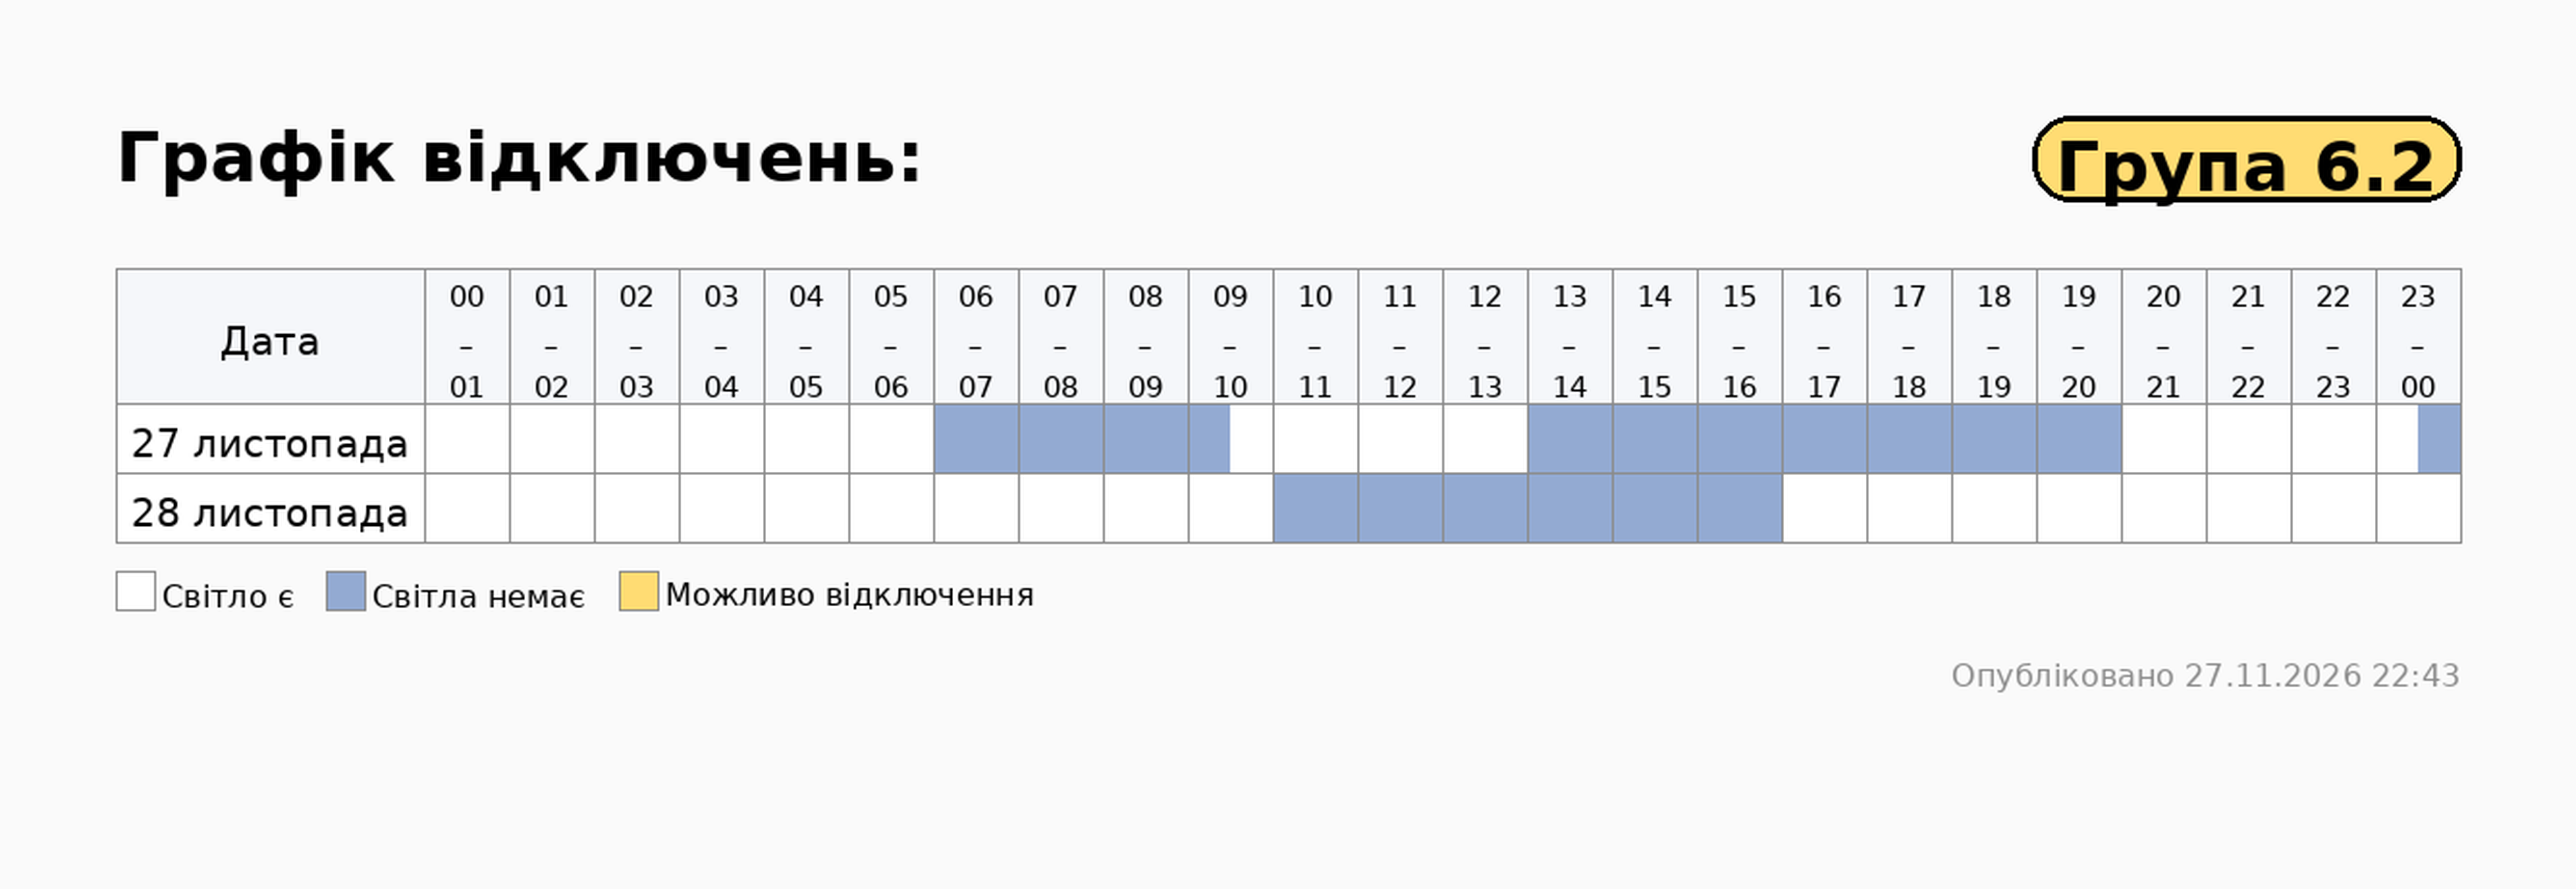 Графік відключень:
Група 6.2
Дата
00 – 01
01 – 02
02 – 03
03 – 04
04 – 05
05 – 06
06 – 07
07 – 08
08 – 09
09 – 10
10 – 11
11 – 12
12 – 13
13 – 14
14 – 15
15 – 16
16 – 17
17 – 18
18 – 19
19 – 20
20 – 21
21 – 22
22 – 23
23 – 00
27 листопада
28 листопада
Світло є
Світла немає
Можливо відключення
Опубліковано 27.11.2026 22:43